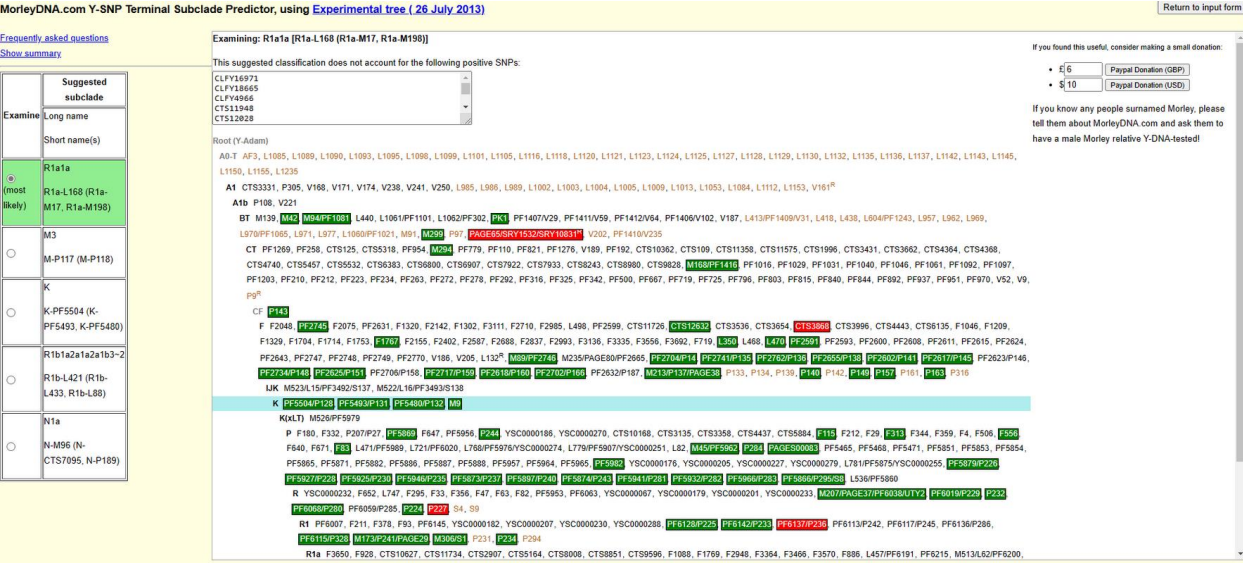 MorleyDNA.com Y-SNP Terminal Subclade Predictor, using Experimental tree ( 26 July 2013)
Return to input form
Frequently asked questions
Show summary
Examine
Suggested
subclade
Long name
Short name(s)
(most
likely)
R1a1a
R1a-L168 (R1a-
M17, R1a-M198)
M3
M-P117 (M-P118)
K
K-PF5504 (K-
PF5493, K-PF5480)
R1b1a2a1a2a1b3~2
R1b-L421 (R1b-
L433, R1b-L88)
N1a
N-M96 (N-
CTS7095, N-P189)
Examining: R1a1a [R1a-L168 (R1a-M17, R1a-M198)]
This suggested classification does not account for the following positive SNPs:
CLFY16971
CLFY18665
CLFY4966
CTS11948
CTS12028
Root (Y-Adam)
A0-T AF3, L1085, L1089, L1090, L1093, L1095, L1098, L1099, L1101, L1105, L1116, L1118, L1120, L1121, L1123, L1124, L1125, L1127, L1128, L1129, L1130, L1132, L1135, L1136, L1137, L1142, L1143, L1145,
L1150, L1155, L1235
A1 CTS3331, P305, V168, V171, V174, V238, V241, V250, L985, L986, L989, L1002, L1003, L1004, L1005, L1009, L1013, L1053, L1084, L1112, L1153, V161R
A1b P108, V221
BT M139, M42, M94/PF1081, L440, L1061/PF1101, L1062/PF302, PK1, PF1407/V29, PF1411/V59, PF1412/V64, PF1406/V102, V187, L413/PF1409/V31, L418, L438, L604/PF1243, L957, L962, L969,
L970/PF1065, L971, L977, L1060/PF1021, M91, M299, P97, PAGE65/SRY1532/SRY10831R, V202, PF1410/V235
CT PF1269, PF258, CTS125, CTS5318, PF954, M294, PF779, PF110, PF821, PF1276, V189, PF192, CTS10362, CTS109, CTS11358, CTS11575, CTS1996, CTS3431, CTS3662, CTS4364, CTS4368,
CTS4740, CTS5457, CTS5532, CTS6383, CTS6800, CTS6907, CTS7922, CTS7933, CTS8243, CTS8980, CTS9828, M168/PF1416, PF1016, PF1029, PF1031, PF1040, PF1046, PF1061, PF1092, PF1097,
PF1203, PF210, PF212, PF223, PF234, PF263, PF272, PF278, PF292, PF316, PF325, PF342, PF500, PF667, PF719, PF725, PF796, PF803, PF815, PF840, PF844, PF892, PF937, PF951, PF970, V52, V9,
P9R
CF P143
F F2048, PF2745, F2075, PF2631, F1320, F2142, F1302, F3111, F2710, F2985, L498, PF2599, CTS11726, CTS12632, CTS3536, CTS3654, CTS3868, CTS3996, CTS4443, CTS6135, F1046, F1209,
F1329, F1704, F1714, F1753, F1767, F2155, F2402, F2587, F2688, F2837, F2993, F3136, F3335, F3556, F3692, F719, L350, L468, L470, PF2591, PF2593, PF2600, PF2608, PF2611, PF2615, PF2624,
PF2643, PF2747, PF2748, PF2749, PF2770, V186, V205, L132R, M89/PF2746, M235/PAGE80/PF2665, PF2704/P14, PF2741/P135, PF2762/P136, PF2655/P138, PF2602/P141, PF2617/P145, PF2623/P146,
PF2734/P148, PF2625/P151, PF2706/P158, PF2717/P159, PF2618/P160, PF2702/P166, PF2632/P187, M213/P137/PAGE38, P133, P134, P139, P140, P142, P149, P157, P161, P163, P316
IJK M523/L15/PF3492/S137, M522/L16/PF3493/S138
K PF5504/P128, PF5493/P131, PF5480/P132, M9
K(xLT) M526/PF5979
P F180, F332, P207/P27, PF5869, F647, PF5956, P244, YSC0000186, YSC0000270, CTS10168, CTS3135, CTS3358, CTS4437, CTS5884, F115, F212, F29, F313, F344, F359, F4, F506, F556,
F640, F671, F83, L471/PF5989, L721/PF6020, L768/PF5976/YSC0000274, L779/PF5907/YSC0000251, L82, M45/PF5962, P284, PAGES00083, PF5465, PF5468, PF5471, PF5851, PF5853, PF5854,
PF5865, PF5871, PF5882, PF5886, PF5887, PF5888, PF5957, PF5964, PF5965, PF5982, YSC0000176, YSC0000205, YSC0000227, YSC0000279, L781/PF5875/YSC0000255, PF5879/P226,
PF5927/P228, PF5925/P230, PF5946/P235, PF5873/P237, PF5897/P240, PF5874/P243, PF5941/P281, PF5932/P282, PF5966/P283, PF5866/P295/S8, L536/PF5860
R YSC0000232, F652, L747, F295, F33, F356, F47, F63, F82, PF5953, PF6063, YSC0000067, YSC0000179, YSC0000201, YSC0000233, M207/PAGE37/PF6038/UTY2, PF6019/P229, P232,
PF6068/P280, PF6059/P285, P224, P227, S4, S9
R1 PF6007, F211, F378, F93, PF6145, YSC0000182, YSC0000207, YSC0000230, YSC0000288, PF6128/P225, PF6142/P233, PF6137/P236, PF6113/P242, PF6117/P245, PF6136/P286,
PF6115/P328, M173/P241/PAGE29, M306/S1, P231, P234, P294
R1a F3650, F928, CTS10627, CTS11734, CTS2907, CTS5164, CTS8008, CTS8851, CTS9596, F1088, F1769, F2948, F3364, F3466, F3570, F886, L457/PF6191, PF6215, M513/L62/PF6200,
If you found this useful, consider making a small donation:
£ 6 Paypal Donation (GBP)
$ 10 Paypal Donation (USD)
If you know any people surnamed Morley, please
tell them about MorleyDNA.com and ask them to
have a male Morley relative Y-DNA-tested!